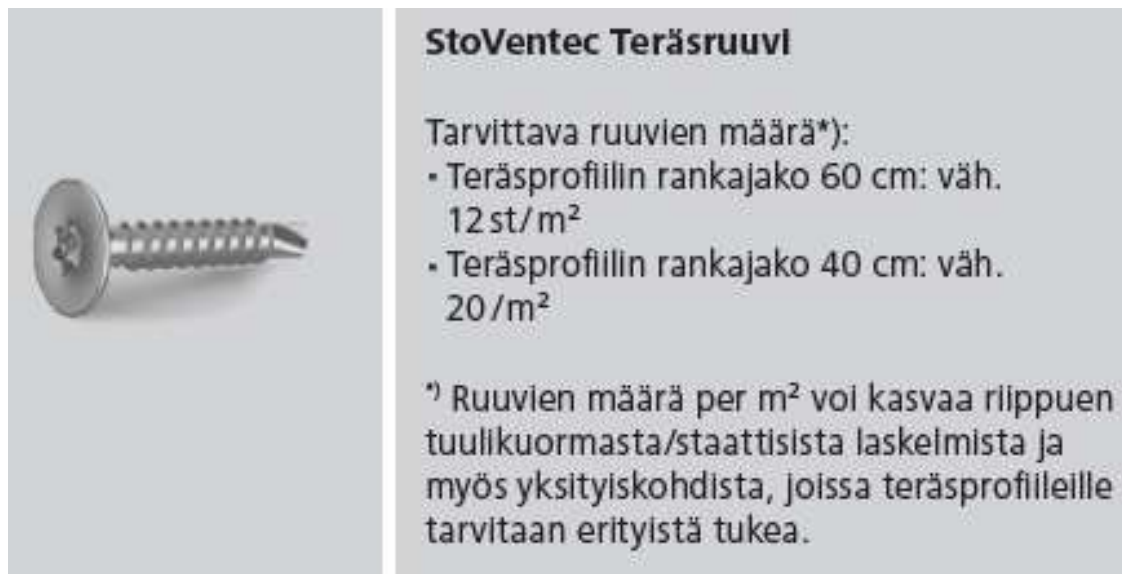 StoVentec Teräsruuvi
Tarvittava ruuvien määrä*):
▪ Teräsprofiilin rankajako 60 cm: väh.
12 st/m²
▪ Teräsprofiilin rankajako 40 cm: väh.
20/m²
*) Ruuvien määrä per m² voi kasvaa riippuen
tuulikuormasta/staattisista laskelmista ja
myös yksityiskohdista, joissa teräsprofiileille
tarvitaan erityistä tukea.